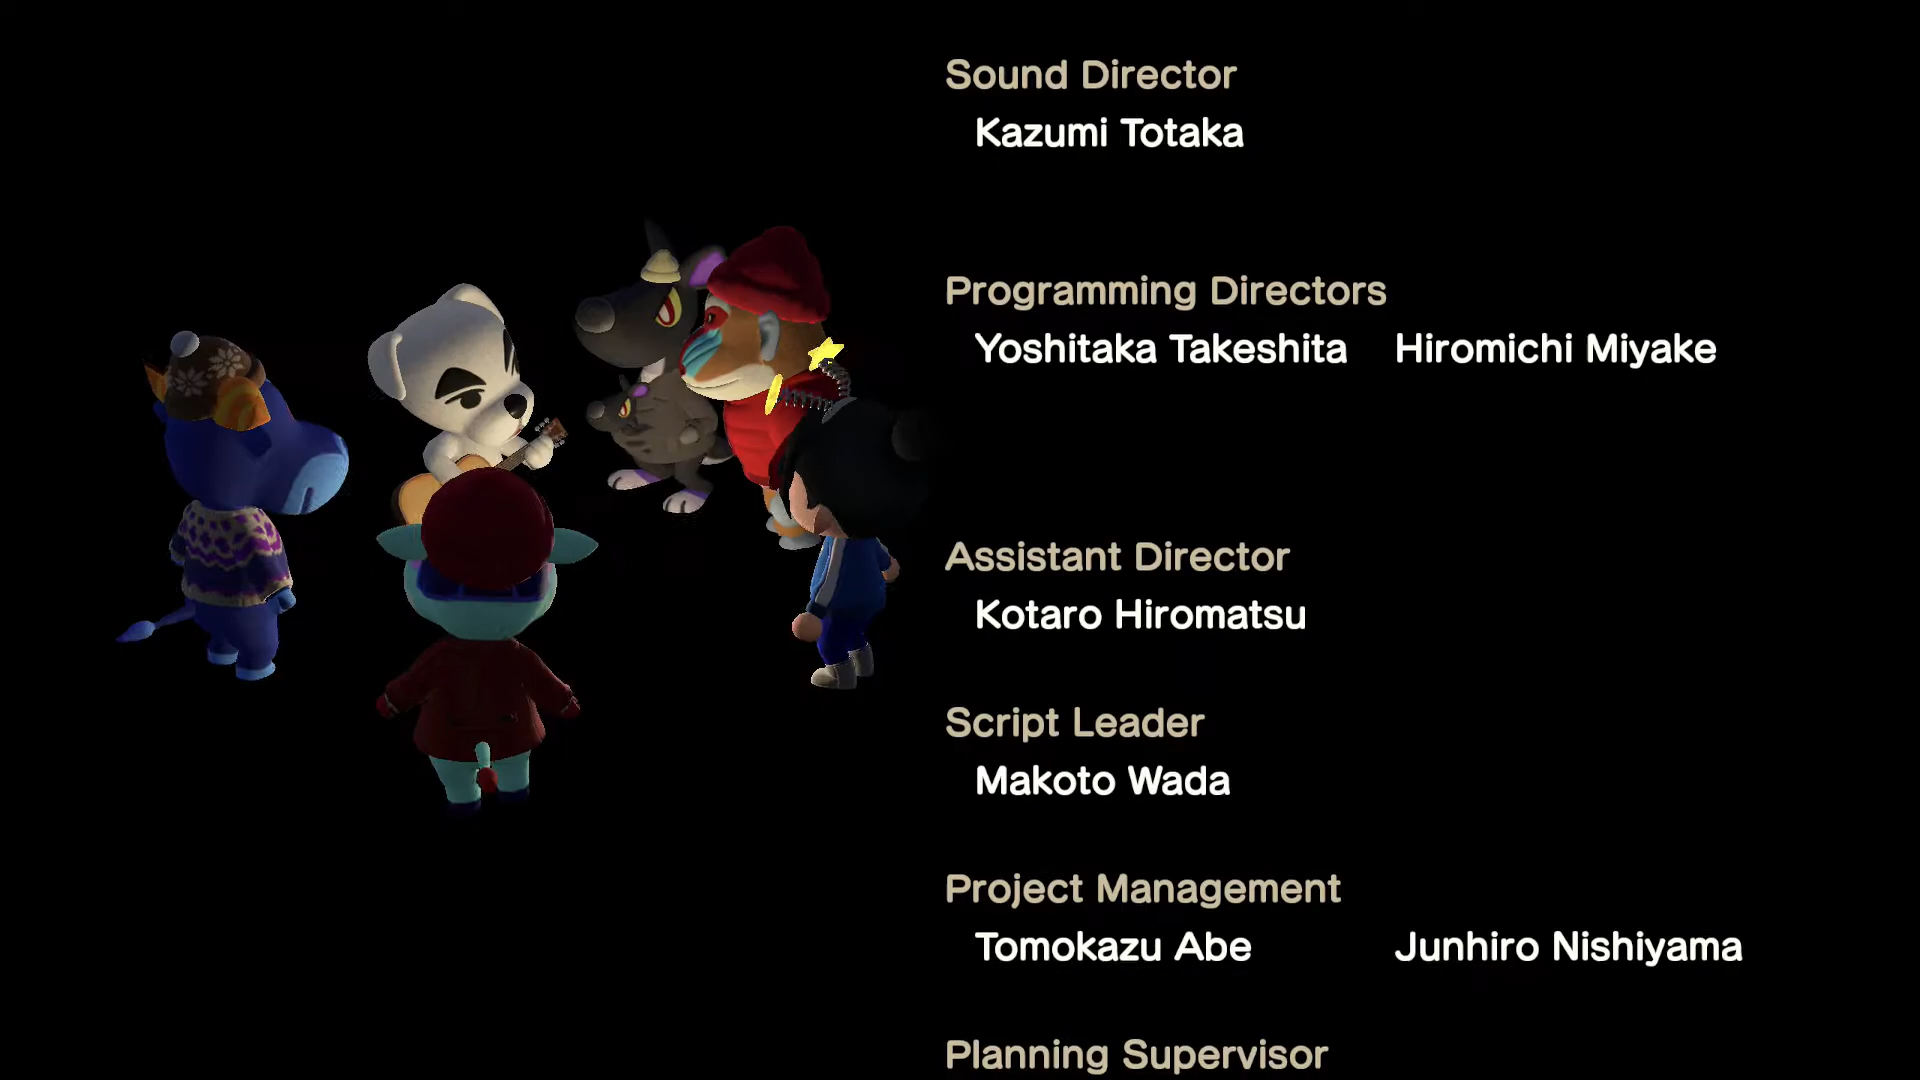 Sound Director
Kazumi Totaka
Programming Directors
Yoshitaka Takeshita Hiromichi Miyake
Assistant Director
Kotaro Hiromatsu
Script Leader
Makoto Wada
Project Management
Tomokazu Abe Junhiro Nishiyama
Planning Supervisor